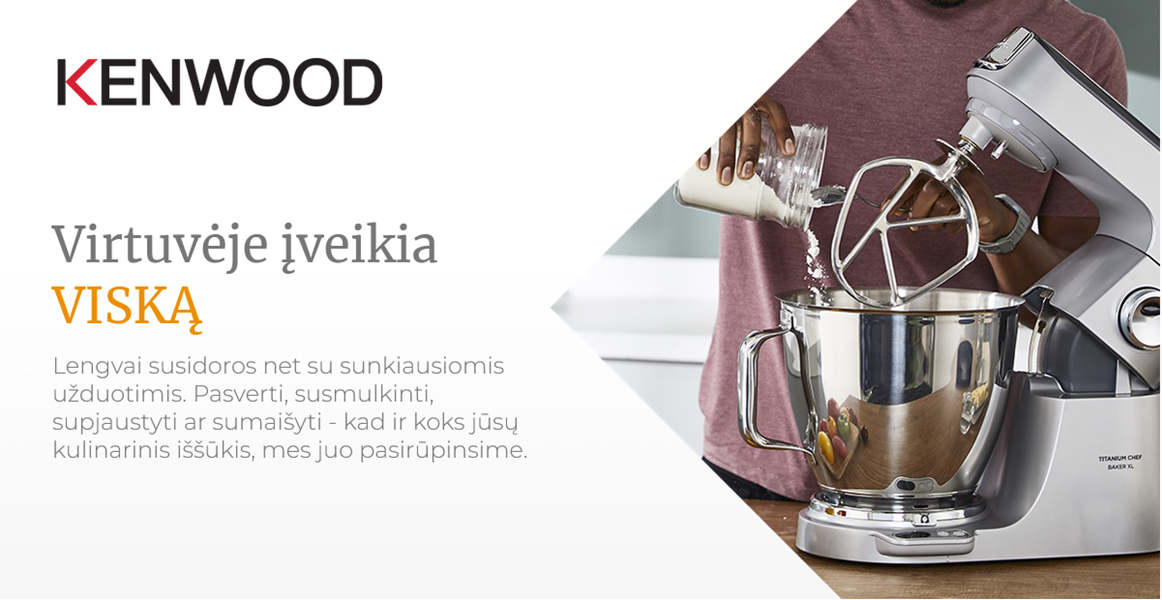 KENWOOD
Virtuvėje įveikia
VISKĄ
Lengvai susidoros net su sunkiausiomis
užduotimis. Pasverti, susmulkinti,
supjaustyti ar sumaišyti - kad ir koks jūsų
kulinarinis iššūkis, mes juo pasirūpinsime.
TITANIUM CHEF
BAKER XL